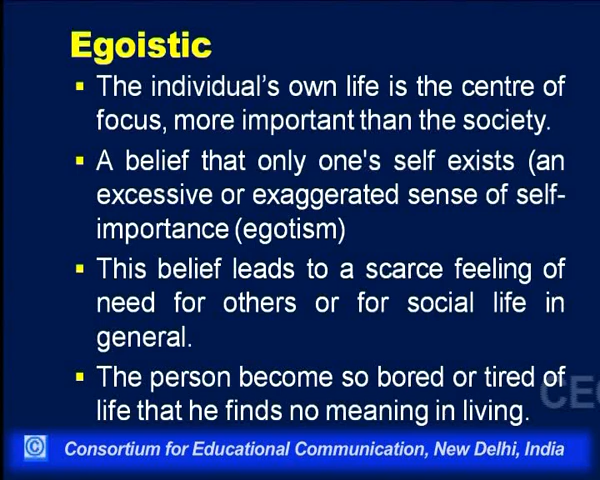 Egoistic
The individual's own life is the centre of
focus, more important than the society.
A belief that only one's self exists (an
excessive or exaggerated sense of self-
importance (egotism)
This belief leads to a scarce feeling of
need for others or for social life in
general.
The person become so bored or tired of
life that he finds no meaning in living.
CE
© Consortium for Educational Communication, New Delhi, India